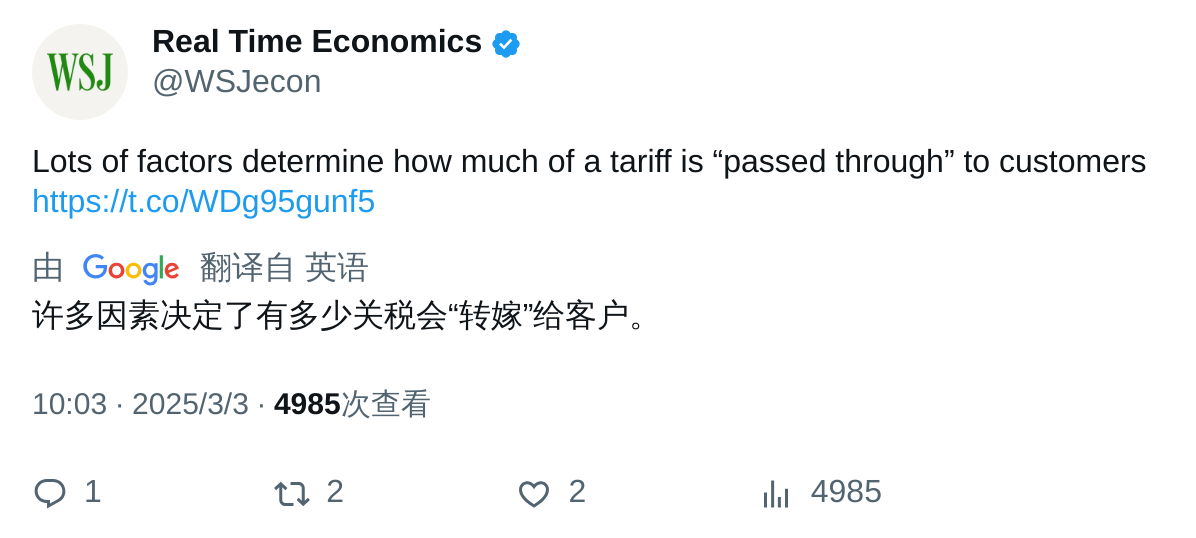 WSJ
Real Time Economics
@WSJecon
Lots of factors determine how much of a tariff is “passed through” to customers
https://t.co/WDg95gunf5
由 Google 翻译自 英语
许多因素决定了有多少关税会“转嫁”给客户。
10:03 · 2025/3/3 · 4985次查看
1 2 2 4985